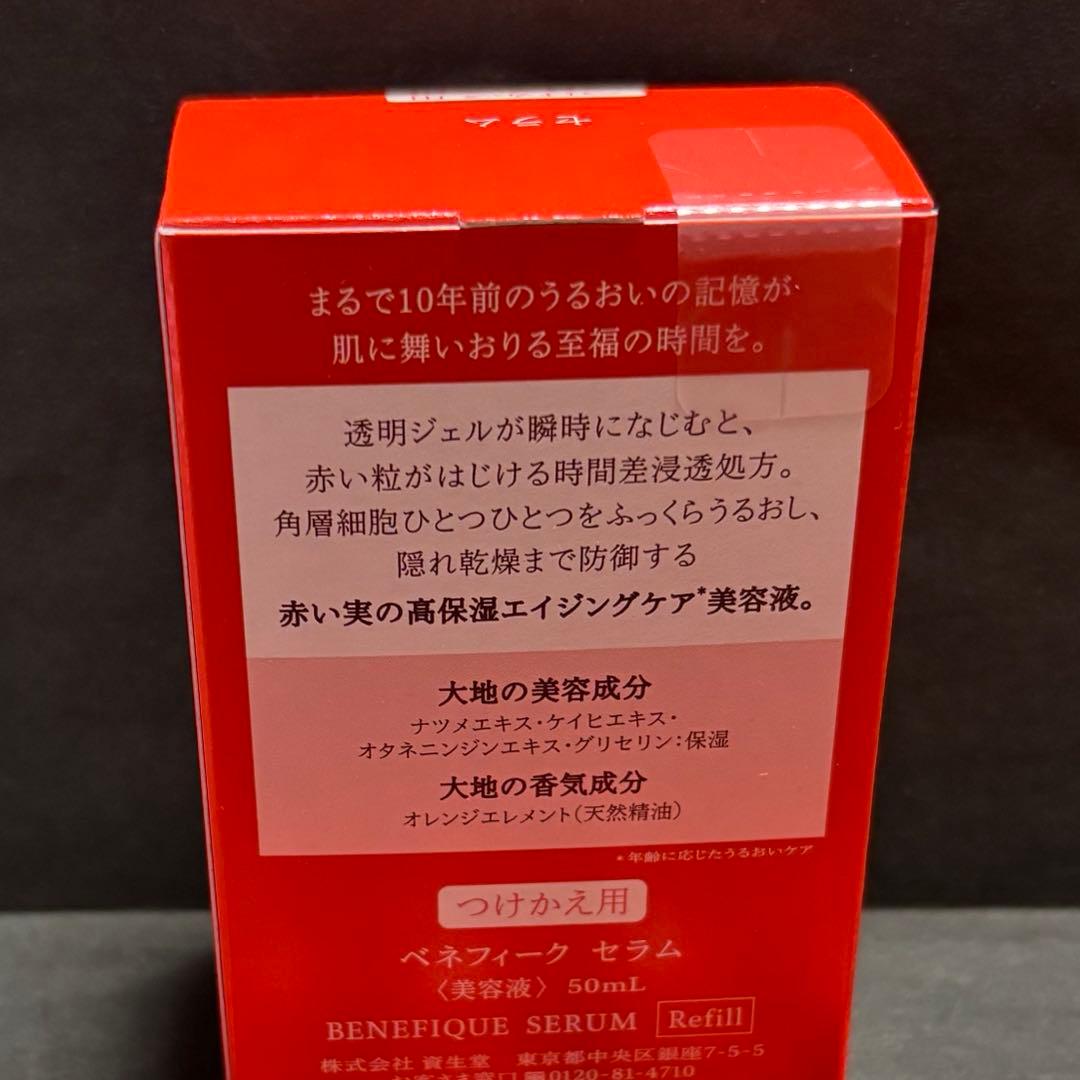 セラム
まるで10年前のうるおいの記憶が
肌に舞いおりる至福の時間を。
透明ジェルが瞬時になじむと、
赤い粒がはじける時間差浸透処方。
角層細胞ひとつひとつをふっくらうるおし、
隠れ乾燥まで防御する
赤い実の高保湿エイジングケア*美容液。
大地の美容成分
ナツメエキス・ケイヒエキス・
オタネニンジンエキス・グリセリン:保湿
大地の香気成分
オレンジエレメント(天然精油)
*年齢に応じたうるおいケア
つけかえ用
ベネフィーク セラム
〈美容液〉 50mL
BENEFIQUE SERUM Refill
株式会社 資生堂 東京都中央区銀座7-5-5
お客さま窓口 0120-81-4710